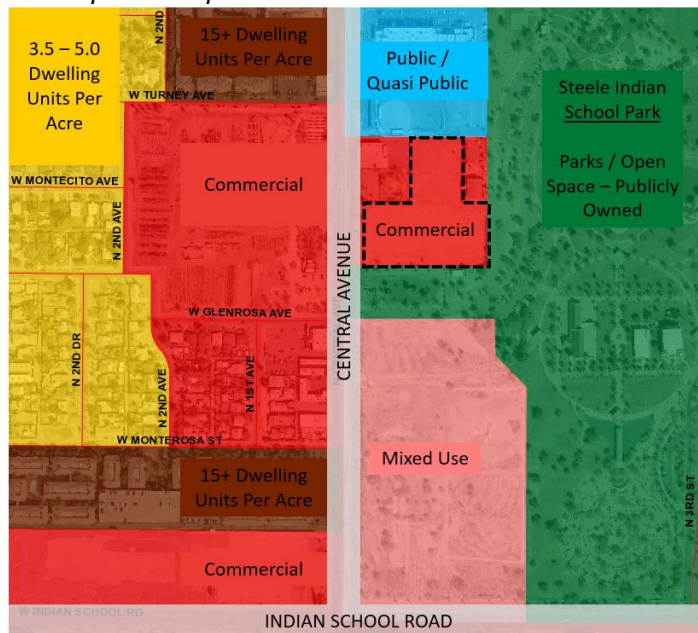 N 2ND
3.5 – 5.0
Dwelling
Units Per
Acre
15+ Dwelling
Units Per Acre
Public /
Quasi Public
Steele Indian
School Park
Parks / Open
Space – Publicly
Owned
W TURNEY AVE
W MONTECITO AVE
Commercial
N 2ND AVE
Commercial
W GLENROSA AVE
CENTRAL AVENUE
N 2ND DR
N 2ND AVE
N 1ST AVE
W MONTEROSA ST
Mixed Use
15+ Dwelling
Units Per Acre
N 3RD ST
Commercial
W INDIAN SCHOOL RD
INDIAN SCHOOL ROAD